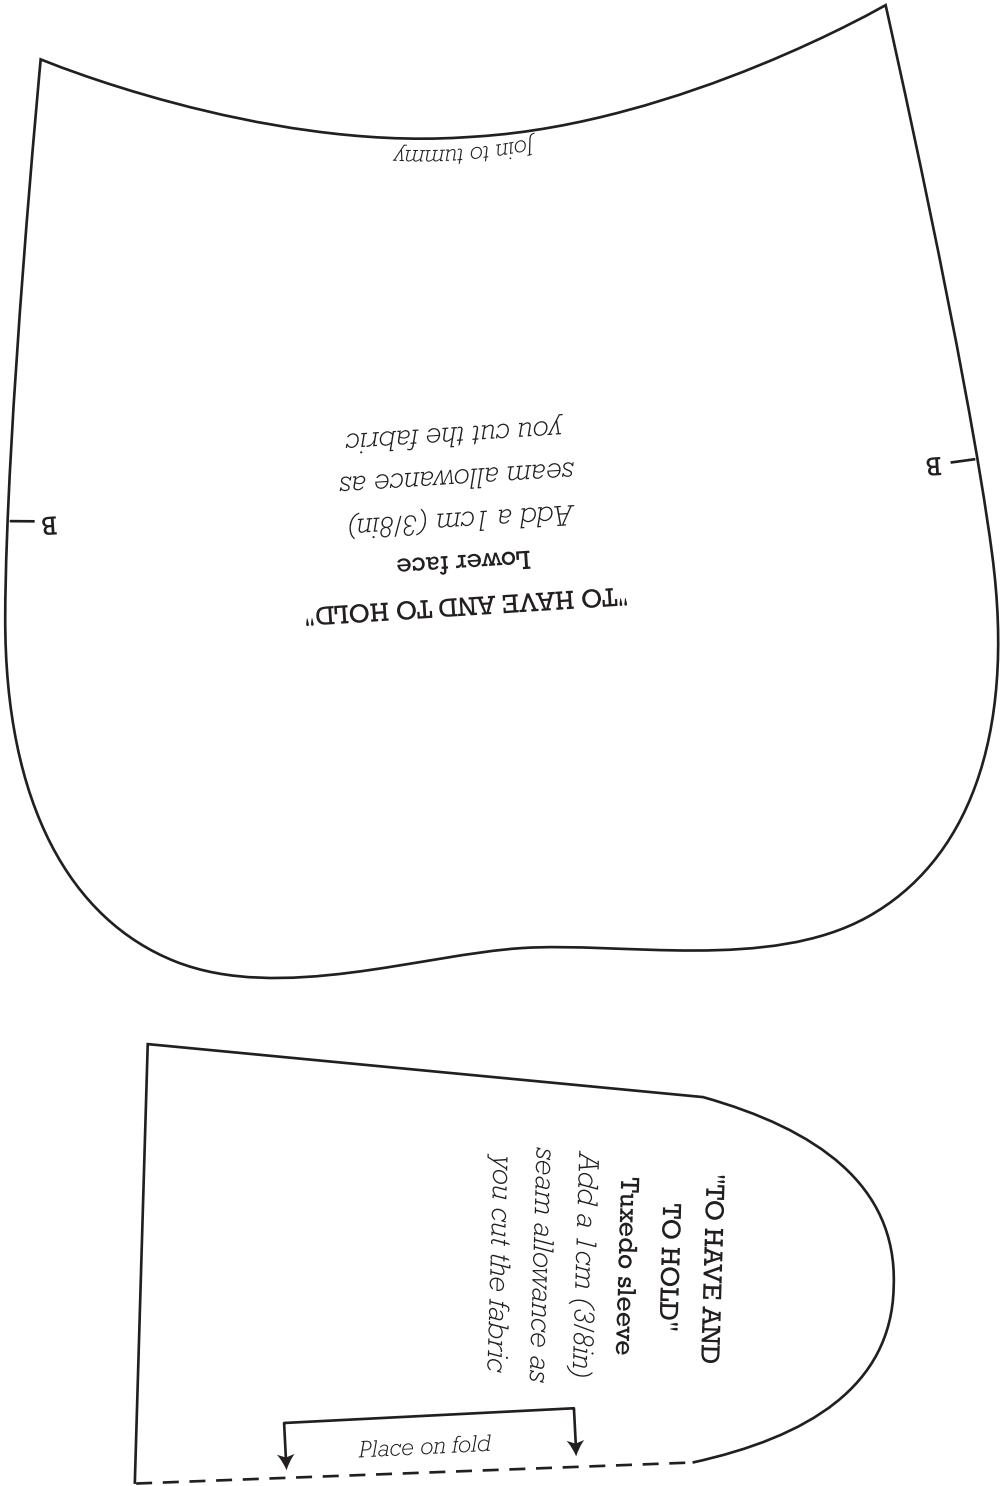 "TO HAVE AND TO HOLD"
Lower face
Add a 1cm (3/8in)
seam allowance as
you cut the fabric
Join to tummy
B
B
"TO HAVE AND
TO HOLD"
Tuxedo sleeve
Add a 1cm (3/8in)
seam allowance as
you cut the fabric
Place on fold